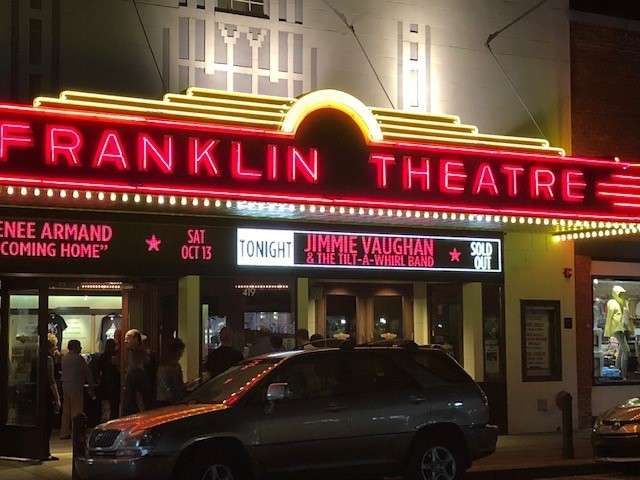 FRANKLIN THEATRE
ENEE ARMAND
COMING HOME"
SAT
OCT 13
TONIGHT
JIMMIE VAUGHAN
& THE TILT-A-WHIRL BAND
SOLD
OUT